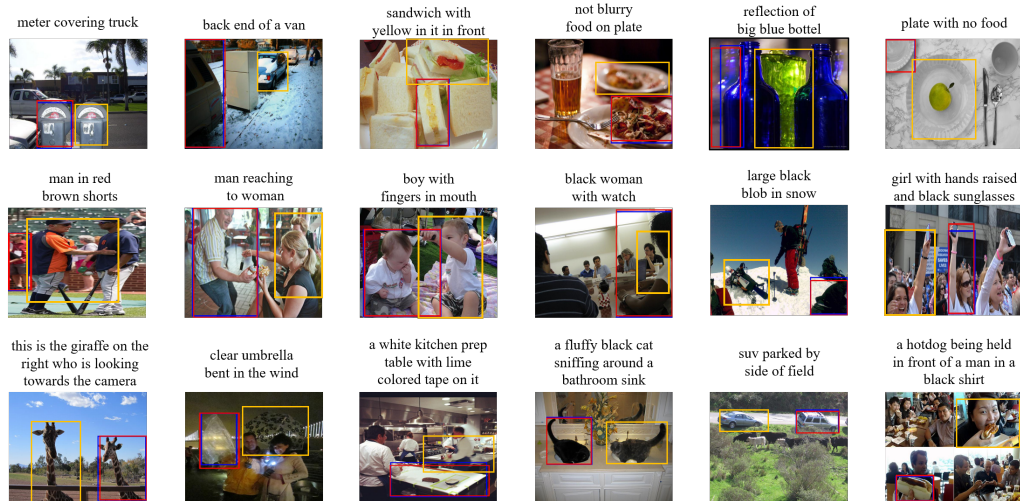 meter covering truck
back end of a van
sandwich with
yellow in it in front
not blurry
food on plate
reflection of
big blue bottel
plate with no food
man in red
brown shorts
man reaching
to woman
boy with
fingers in mouth
black woman
with watch
large black
blob in snow
girl with hands raised
and black sunglasses
this is the giraffe on the
right who is looking
towards the camera
clear umbrella
bent in the wind
a white kitchen prep
table with lime
colored tape on it
a fluffy black cat
sniffing around a
bathroom sink
suv parked by
side of field
a hotdog being held
in front of a man in a
black shirt